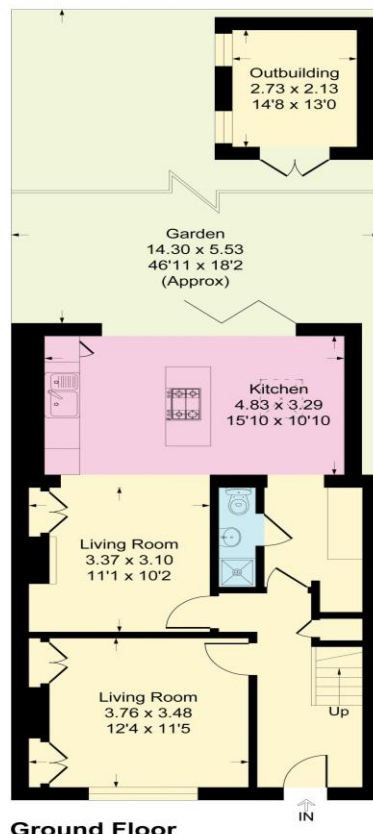 Outbuilding
2.73 x 2.13
14'8 x 13'0
Garden
14.30 x 5.53
46'11 x 18'2
(Approx)
Kitchen
4.83 x 3.29
15'10 x 10'10
Living Room
3.37 x 3.10
11'1 x 10'2
Living Room
3.76 x 3.48
12'4 x 11'5
Up
IN
Ground Floor